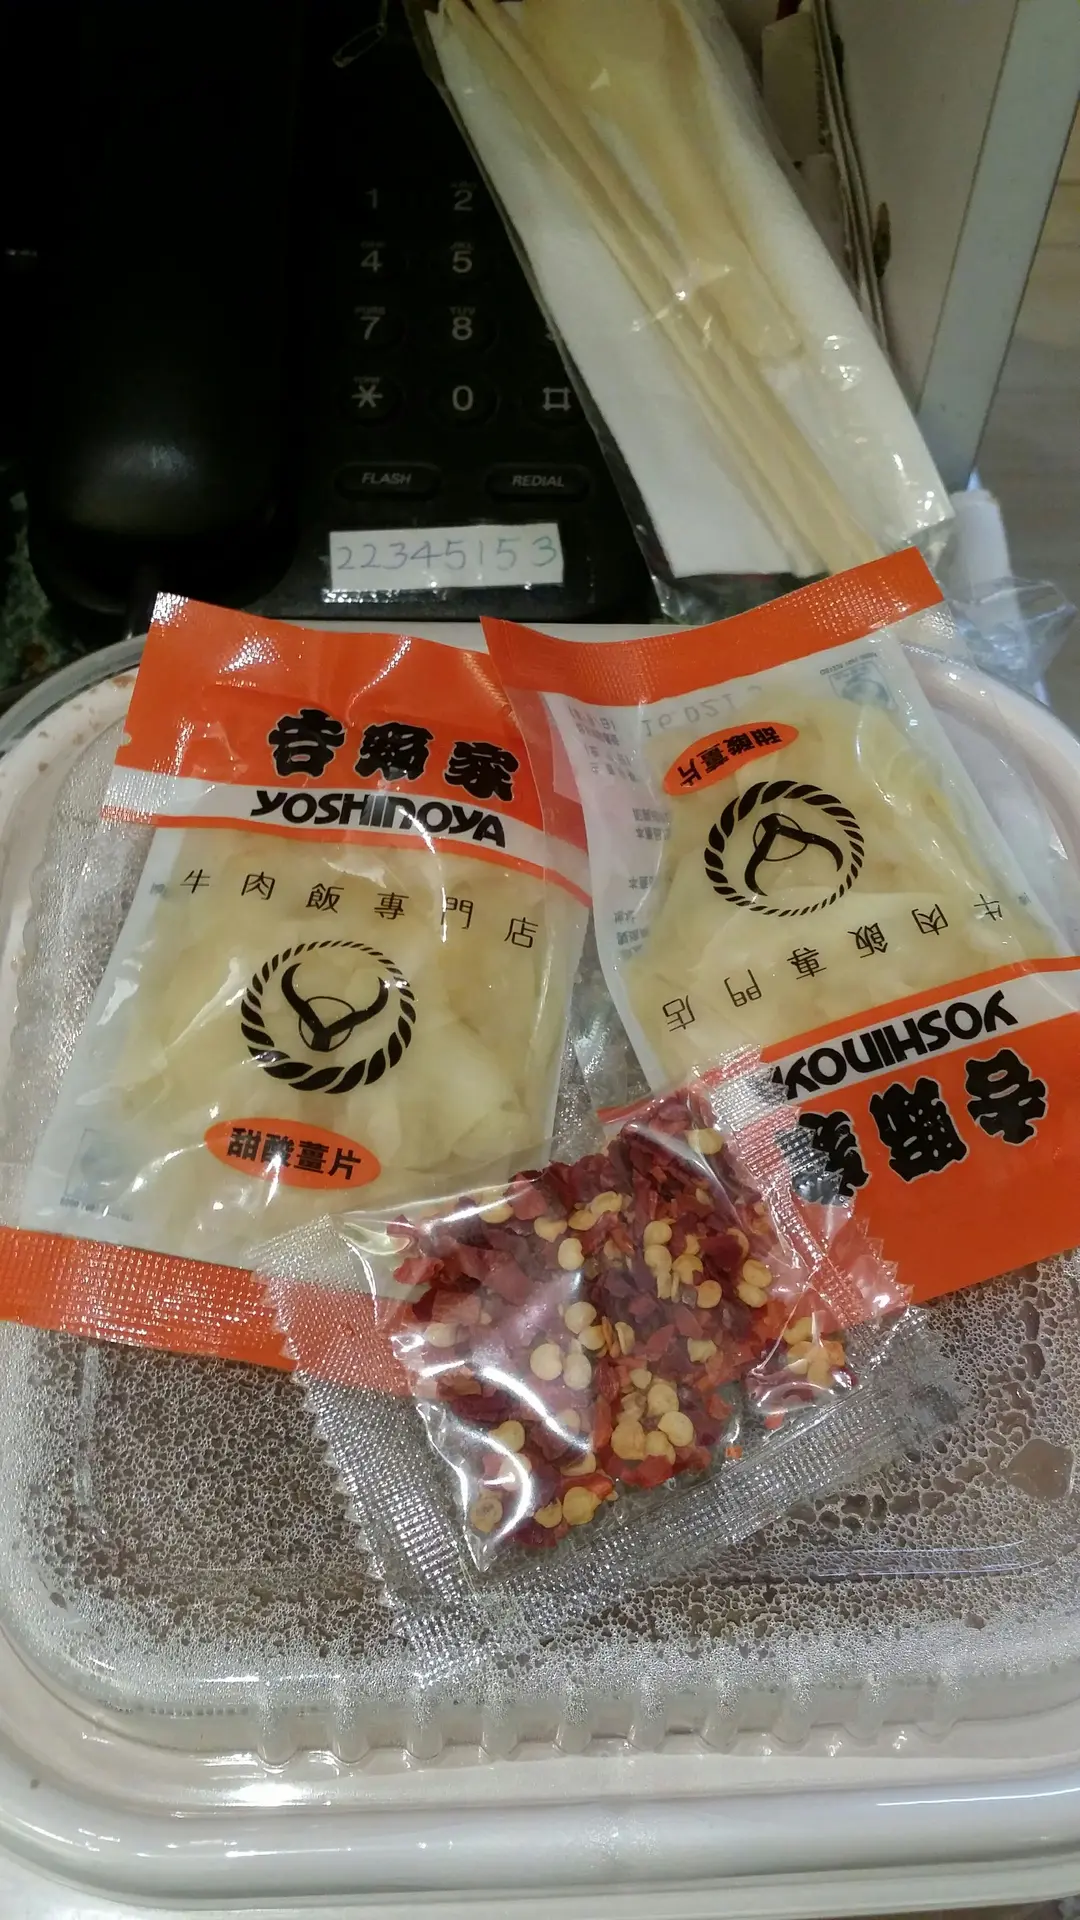 1 2
4 5
7 8
* 0 #
FLASH REDIAL
22345153
吉野家
YOSHINOYA
牛肉飯專門店
甜酸薑片
甜酸薑片
牛肉飯專門店
YOSHINOYA
吉野家